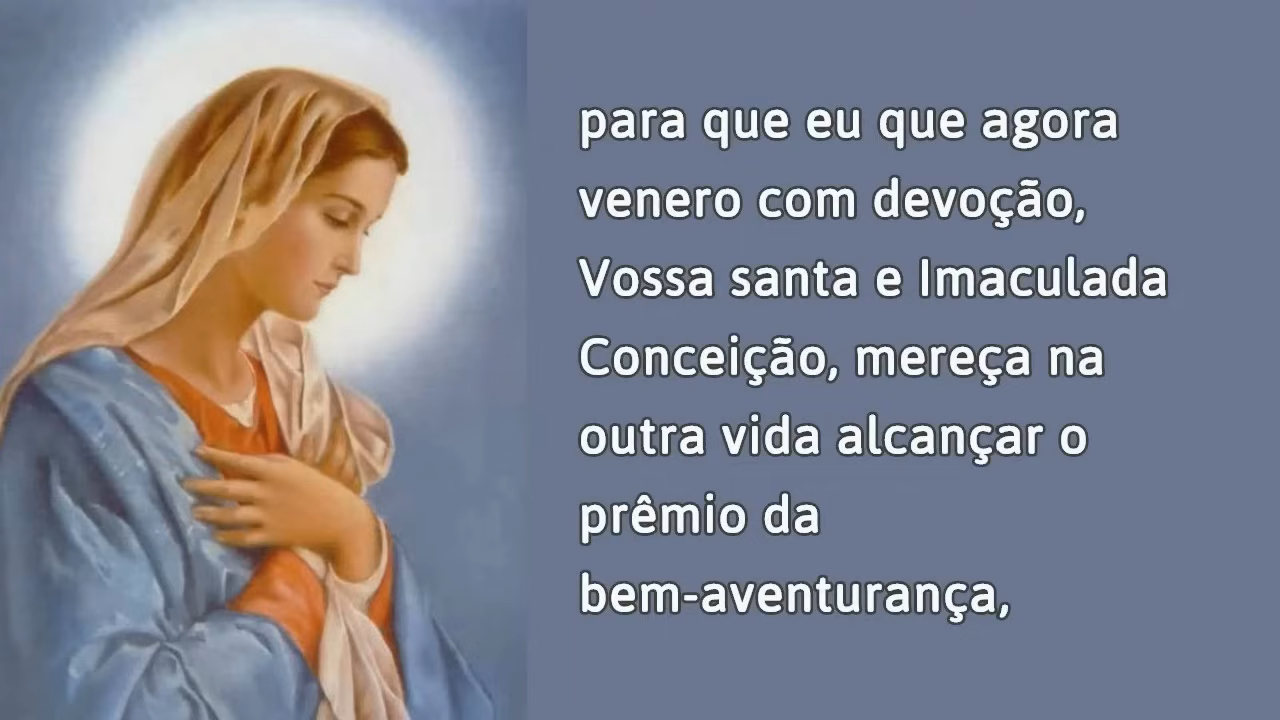 para que eu que agora
venero com devoção,
Vossa santa e Imaculada
Conceição, mereça na
outra vida alcançar o
prêmio da
bem-aventurança,